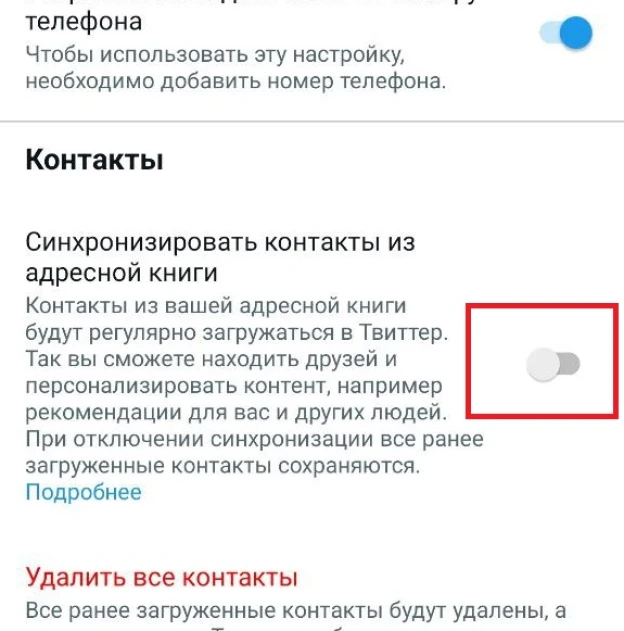 телефона
Чтобы использовать эту настройку,
необходимо добавить номер телефона.
Контакты
Синхронизировать контакты из
адресной книги
Контакты из вашей адресной книги
будут регулярно загружаться в Твиттер.
Так вы сможете находить друзей и
персонализировать контент, например
рекомендации для вас и других людей.
При отключении синхронизации все ранее
загруженные контакты сохраняются.
Подробнее
Удалить все контакты
Все ранее загруженные контакты будут удалены, а